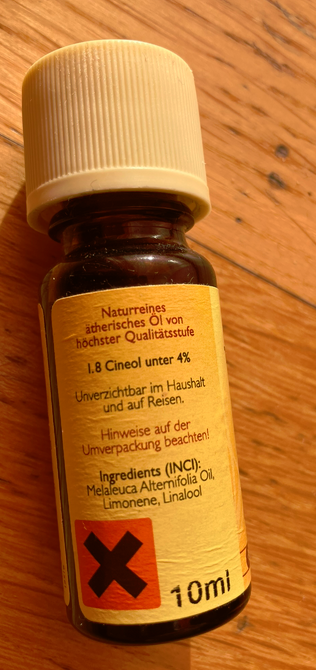 Naturreines
ätherisches Öl von
höchster Qualitätsstufe
1.8 Cineol unter 4%
Unverzichtbar im Haushalt
und auf Reisen.
Hinweise auf der
Umverpackung beachten!
Ingredients (INCI):
Melaleuca Alternifolia Oil,
Limonene, Linalool
10ml